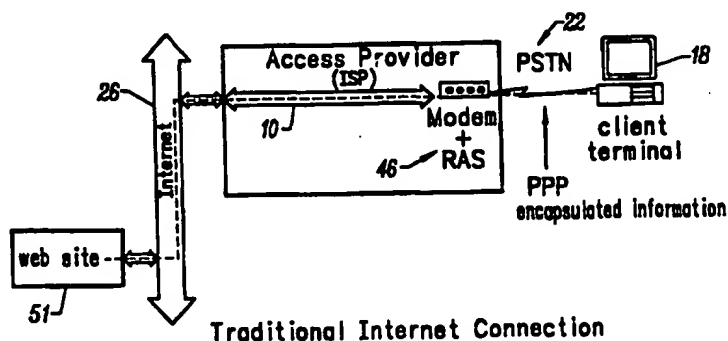 22
Access Provider
(ISP)
PSTN
18
26
10
Modem
+
RAS
46
client
terminal
Internet
PPP
encapsulated information
web site
51
Traditional Internet Connection